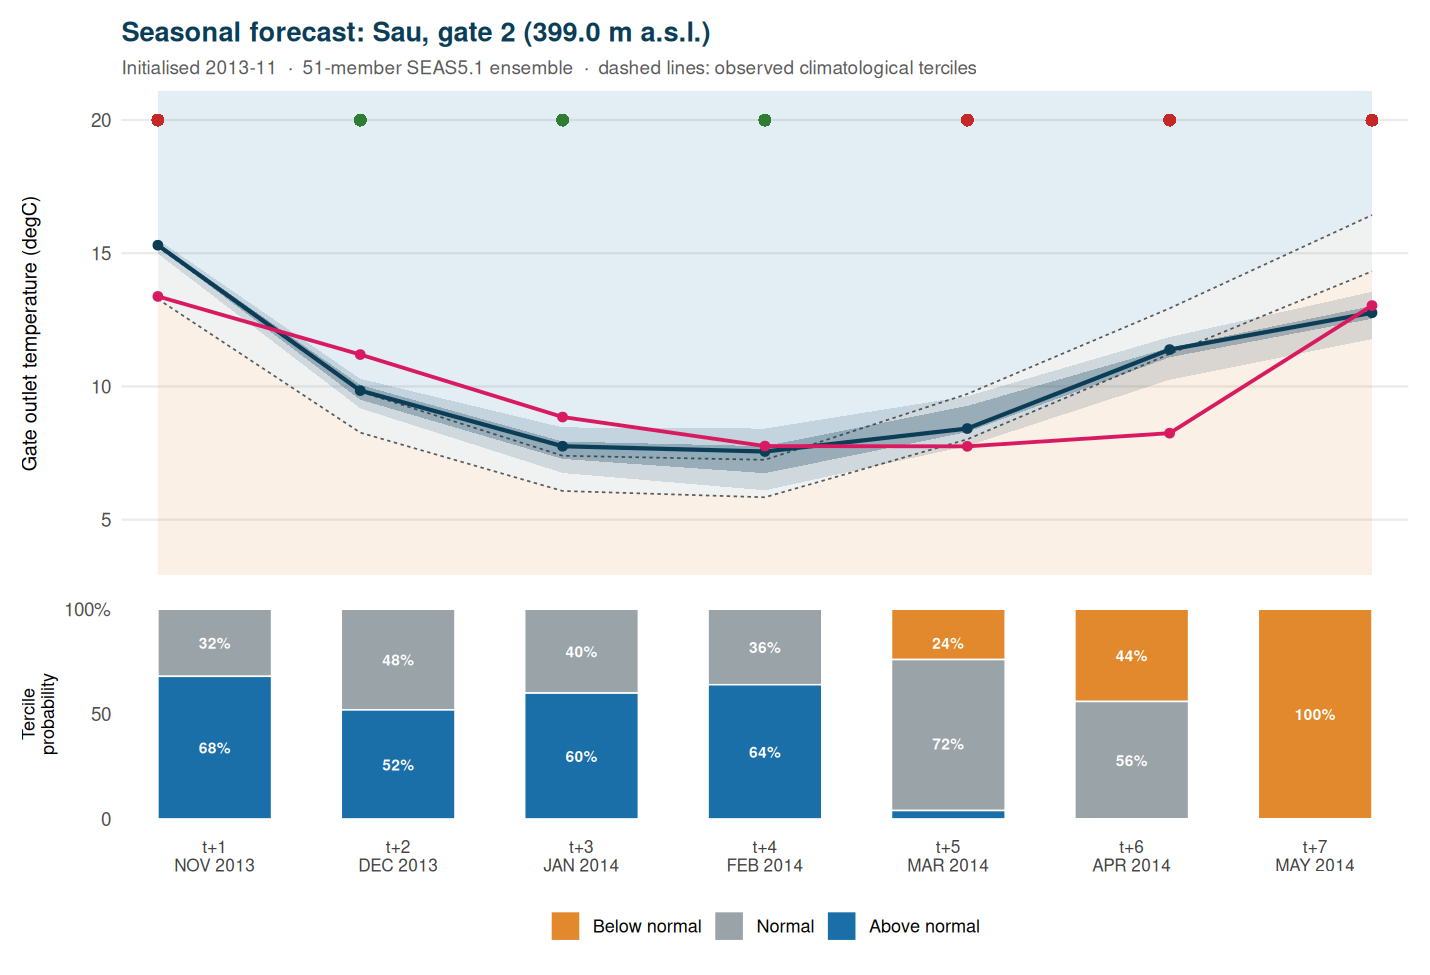 Seasonal forecast: Sau, gate 2 (399.0 m a.s.l.)
Initialised 2013-11 · 51-member SEAS5.1 ensemble · dashed lines: observed climatological terciles
Gate outlet temperature (degC)
20
15
10
5
Tercile
probability
100%
50
0
32%
68%
48%
52%
40%
60%
36%
64%
24%
72%
44%
56%
100%
t+1
NOV 2013
t+2
DEC 2013
t+3
JAN 2014
t+4
FEB 2014
t+5
MAR 2014
t+6
APR 2014
t+7
MAY 2014
Below normal
Normal
Above normal